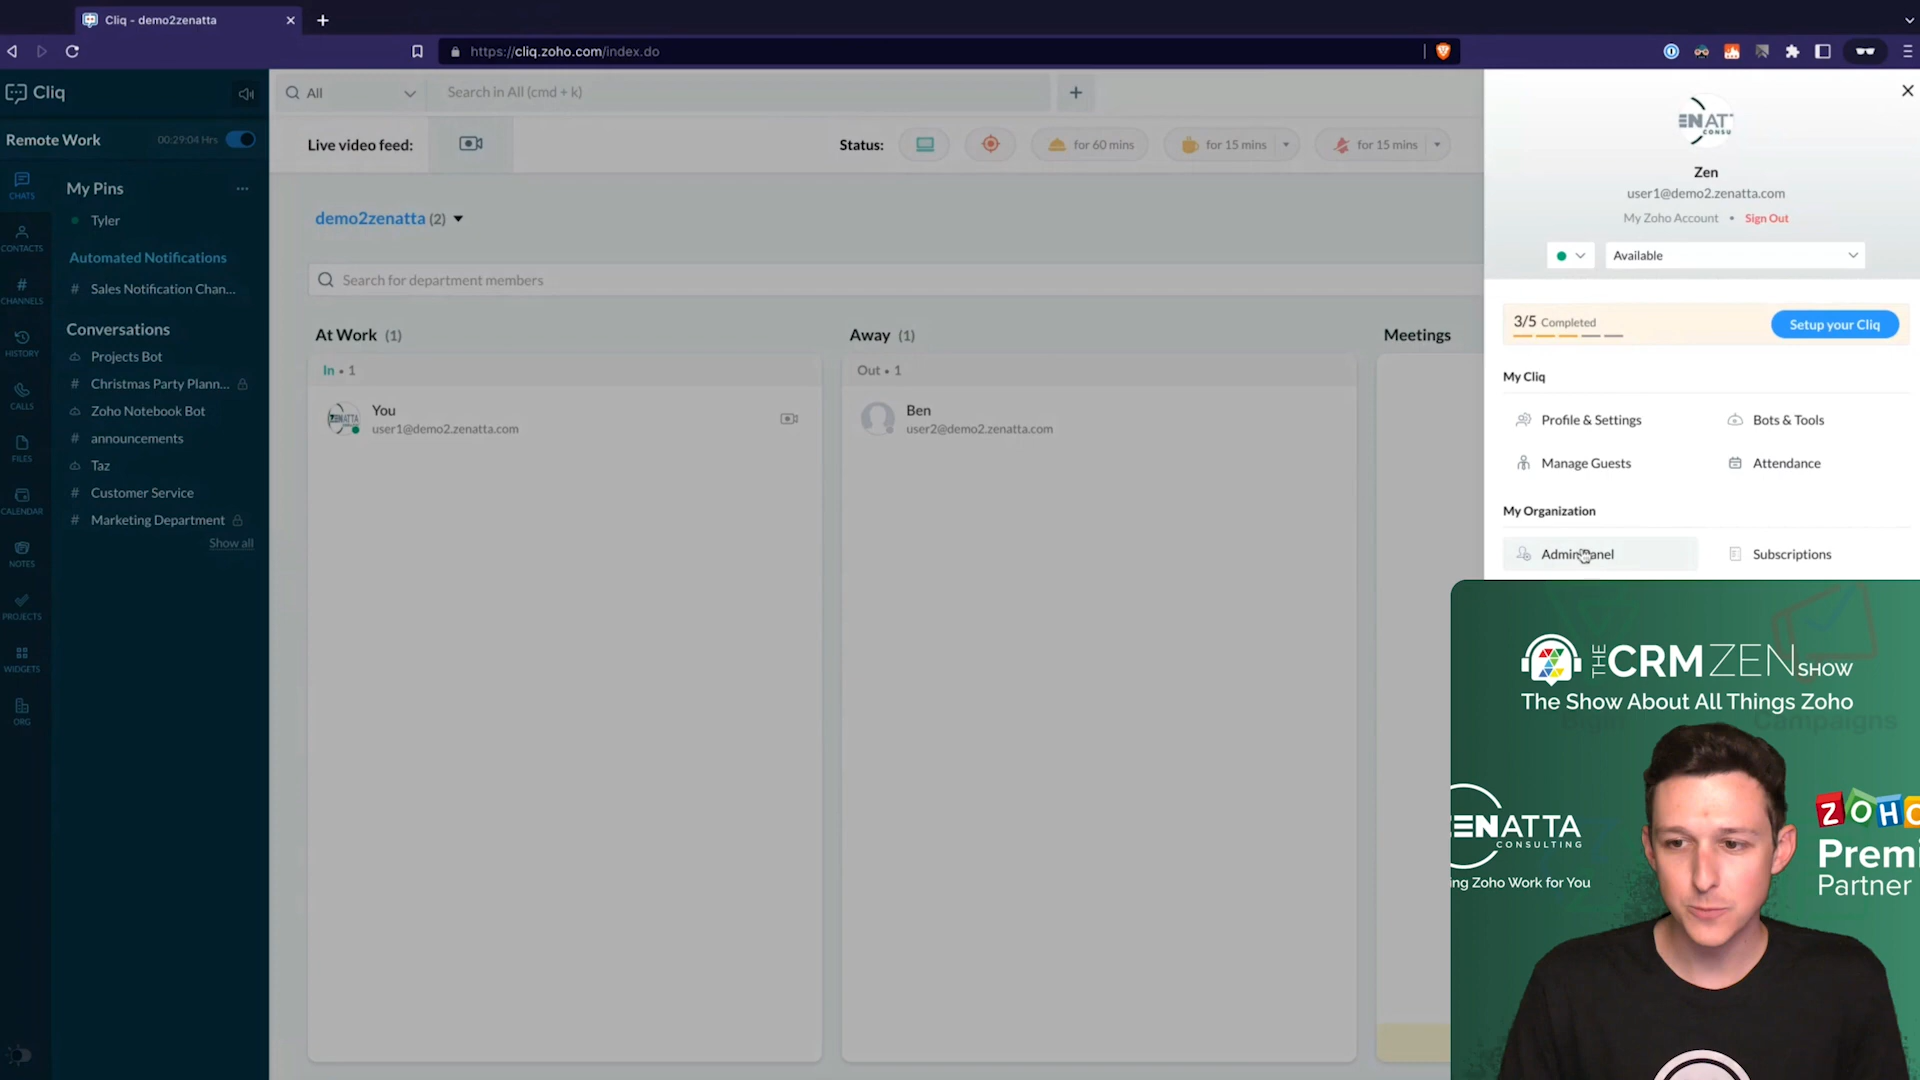 Cliq - demo2zenatta
https://cliq.zoho.com/index.do
Cliq
Remote Work
00:29:04 Hrs
CHATS
CONTACTS
CHANNELS
HISTORY
CALLS
FILES
CALENDAR
NOTES
PROJECTS
WIDGETS
ORG
My Pins
Tyler
Automated Notifications
# Sales Notification Chan...
Conversations
Projects Bot
# Christmas Party Plann...
Zoho Notebook Bot
# announcements
Taz
# Customer Service
# Marketing Department
Show all
All
Search in All (cmd + k)
Live video feed:
Status:
for 60 mins
for 15 mins
for 15 mins
demo2zenatta (2)
Search for department members
At Work (1)
In • 1
You
user1@demo2.zenatta.com
Away (1)
Out • 1
Ben
user2@demo2.zenatta.com
Meetings
Zen
user1@demo2.zenatta.com
My Zoho Account • Sign Out
Available
3/5 Completed
Setup your Cliq
My Cliq
Profile & Settings
Bots & Tools
Manage Guests
Attendance
My Organization
Subscriptions
THE CRMZEN SHOW
The Show About All Things Zoho
Campaigns
ENATTA
CONSULTING
ing Zoho Work for You
ZOHO
Premi
Partner